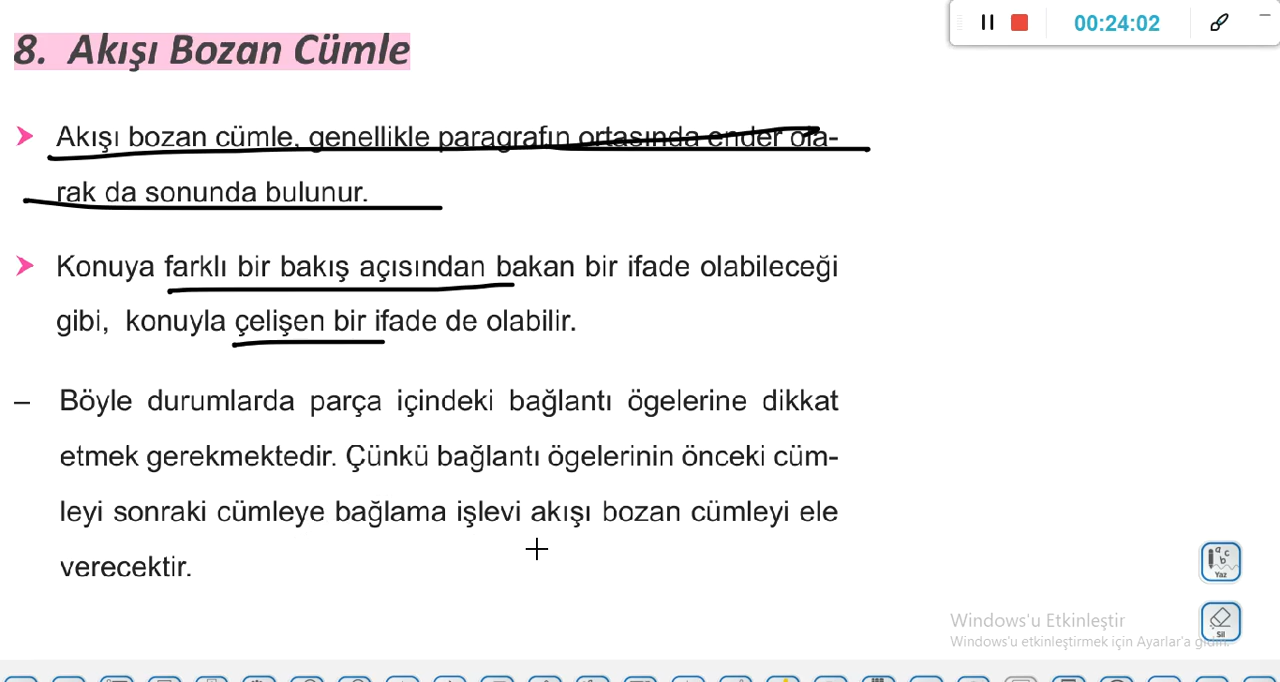 00:24:02
8. Akışı Bozan Cümle
Akışı bozan cümle, genellikle paragrafın ortasında ender ola-
rak da sonunda bulunur.
Konuya farklı bir bakış açısından bakan bir ifade olabileceği
gibi, konuyla çelişen bir ifade de olabilir.
– Böyle durumlarda parça içindeki bağlantı ögelerine dikkat
etmek gerekmektedir. Çünkü bağlantı ögelerinin önceki cüm-
leyi sonraki cümleye bağlama işlevi akışı bozan cümleyi ele
verecektir.
a b c
Yaz
Windows'u Etkinleştir
Windows'u etkinleştirmek için Ayarlar'a gidin.
Sil